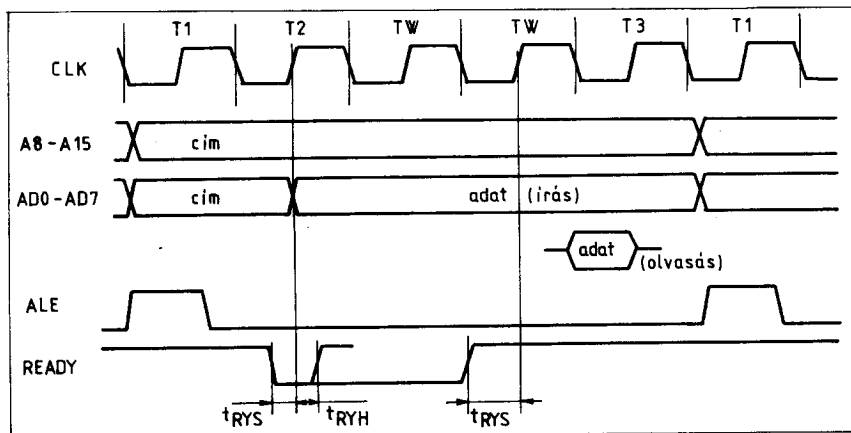 T1 T2 TW TW T3 T1
CLK
A8-A15 cím
AD0-AD7 cím adat (írás)
adat (olvasás)
ALE
READY
tRYS tRYH tRYS